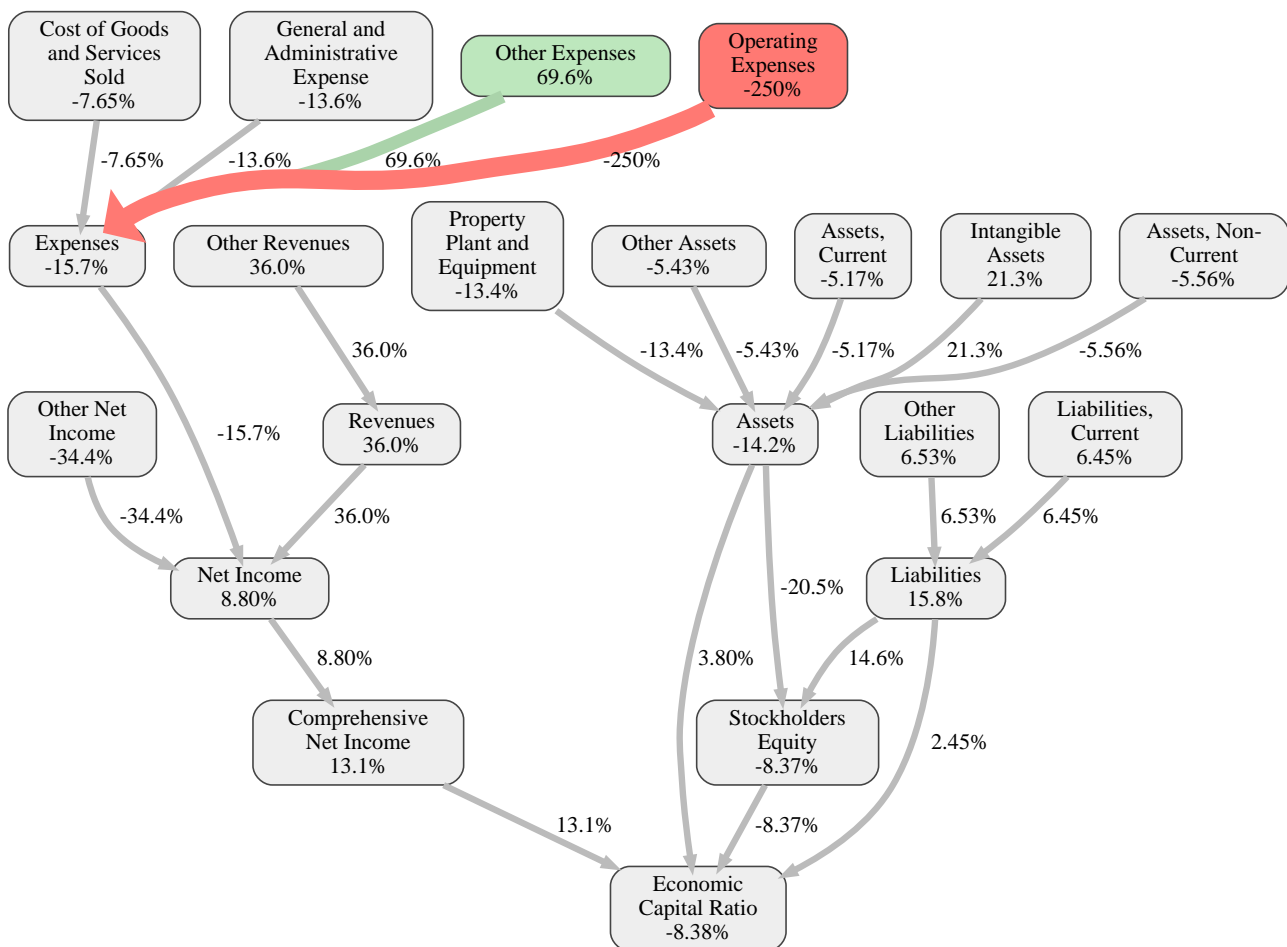 Cost of Goods
and Services
Sold
-7.65%
General and
Administrative
Expense
-13.6%
Other Expenses
69.6%
Operating
Expenses
-250%
-7.65%
-13.6%
69.6%
-250%
Expenses
-15.7%
Other Revenues
36.0%
Property
Plant and
Equipment
-13.4%
Other Assets
-5.43%
Assets,
Current
-5.17%
Intangible
Assets
21.3%
Assets, Non-
Current
-5.56%
36.0%
-13.4%
-5.43%
-5.17%
21.3%
-5.56%
Other Net
Income
-34.4%
-15.7%
Revenues
36.0%
Assets
-14.2%
Other
Liabilities
6.53%
Liabilities,
Current
6.45%
-34.4%
36.0%
6.53%
6.45%
Net Income
8.80%
-20.5%
Liabilities
15.8%
8.80%
3.80%
14.6%
Comprehensive
Net Income
13.1%
Stockholders
Equity
-8.37%
2.45%
13.1%
-8.37%
Economic
Capital Ratio
-8.38%